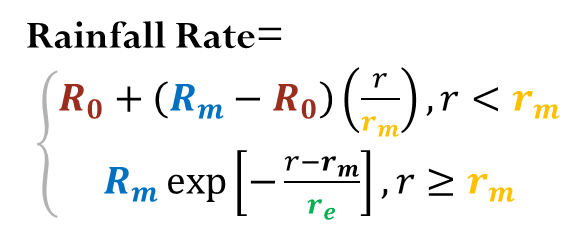 Rainfall Rate=
R₀ + (Rₘ − R₀) (r/rₘ) , r < rₘ
Rₘ exp [− r−rₘ/rₑ] , r ≥ rₘ